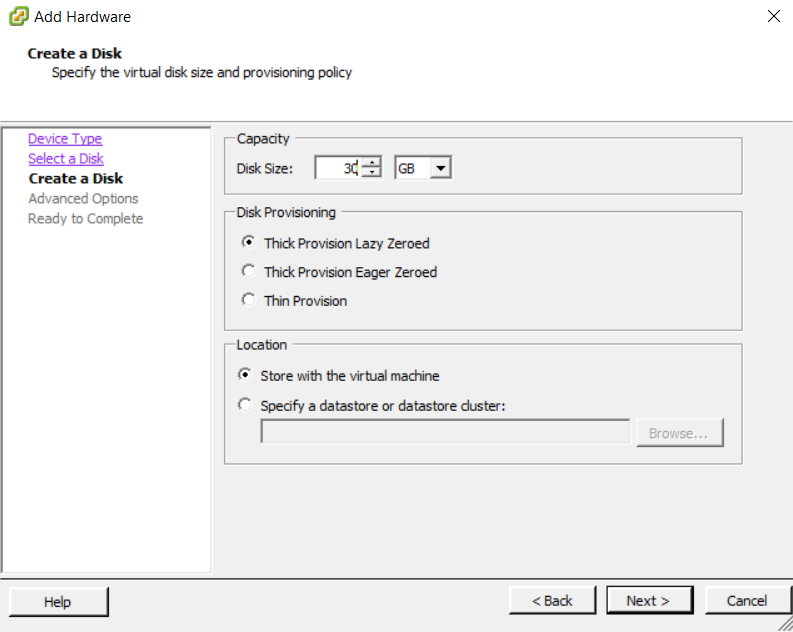 Add Hardware
Create a Disk
Specify the virtual disk size and provisioning policy
Device Type
Select a Disk
Create a Disk
Advanced Options
Ready to Complete
Capacity
Disk Size: 30 GB
Disk Provisioning
Thick Provision Lazy Zeroed
Thick Provision Eager Zeroed
Thin Provision
Location
Store with the virtual machine
Specify a datastore or datastore cluster:
Browse...
Help
< Back
Next >
Cancel